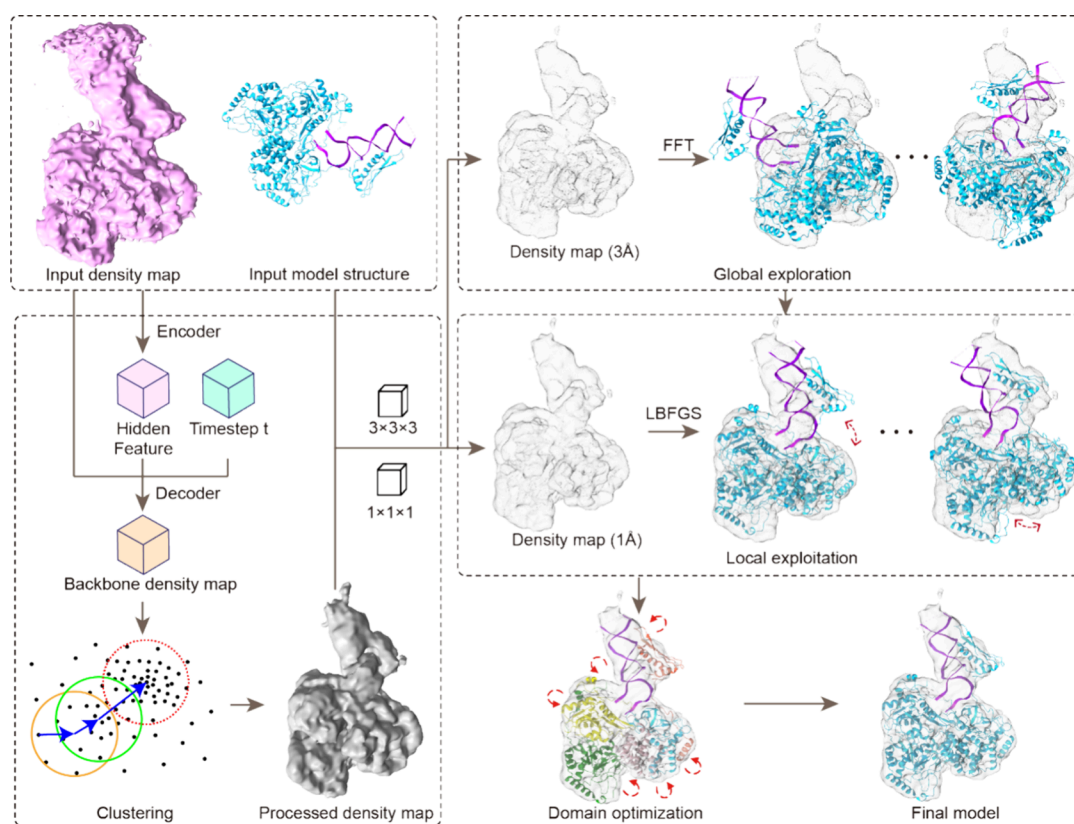 Input density map
Input model structure
Encoder
Hidden
Feature
Timestep t
Decoder
Backbone density map
Clustering
Processed density map
3×3×3
1×1×1
Density map (3Å)
FFT
Global exploration
Density map (1Å)
LBFGS
Local exploitation
Domain optimization
Final model